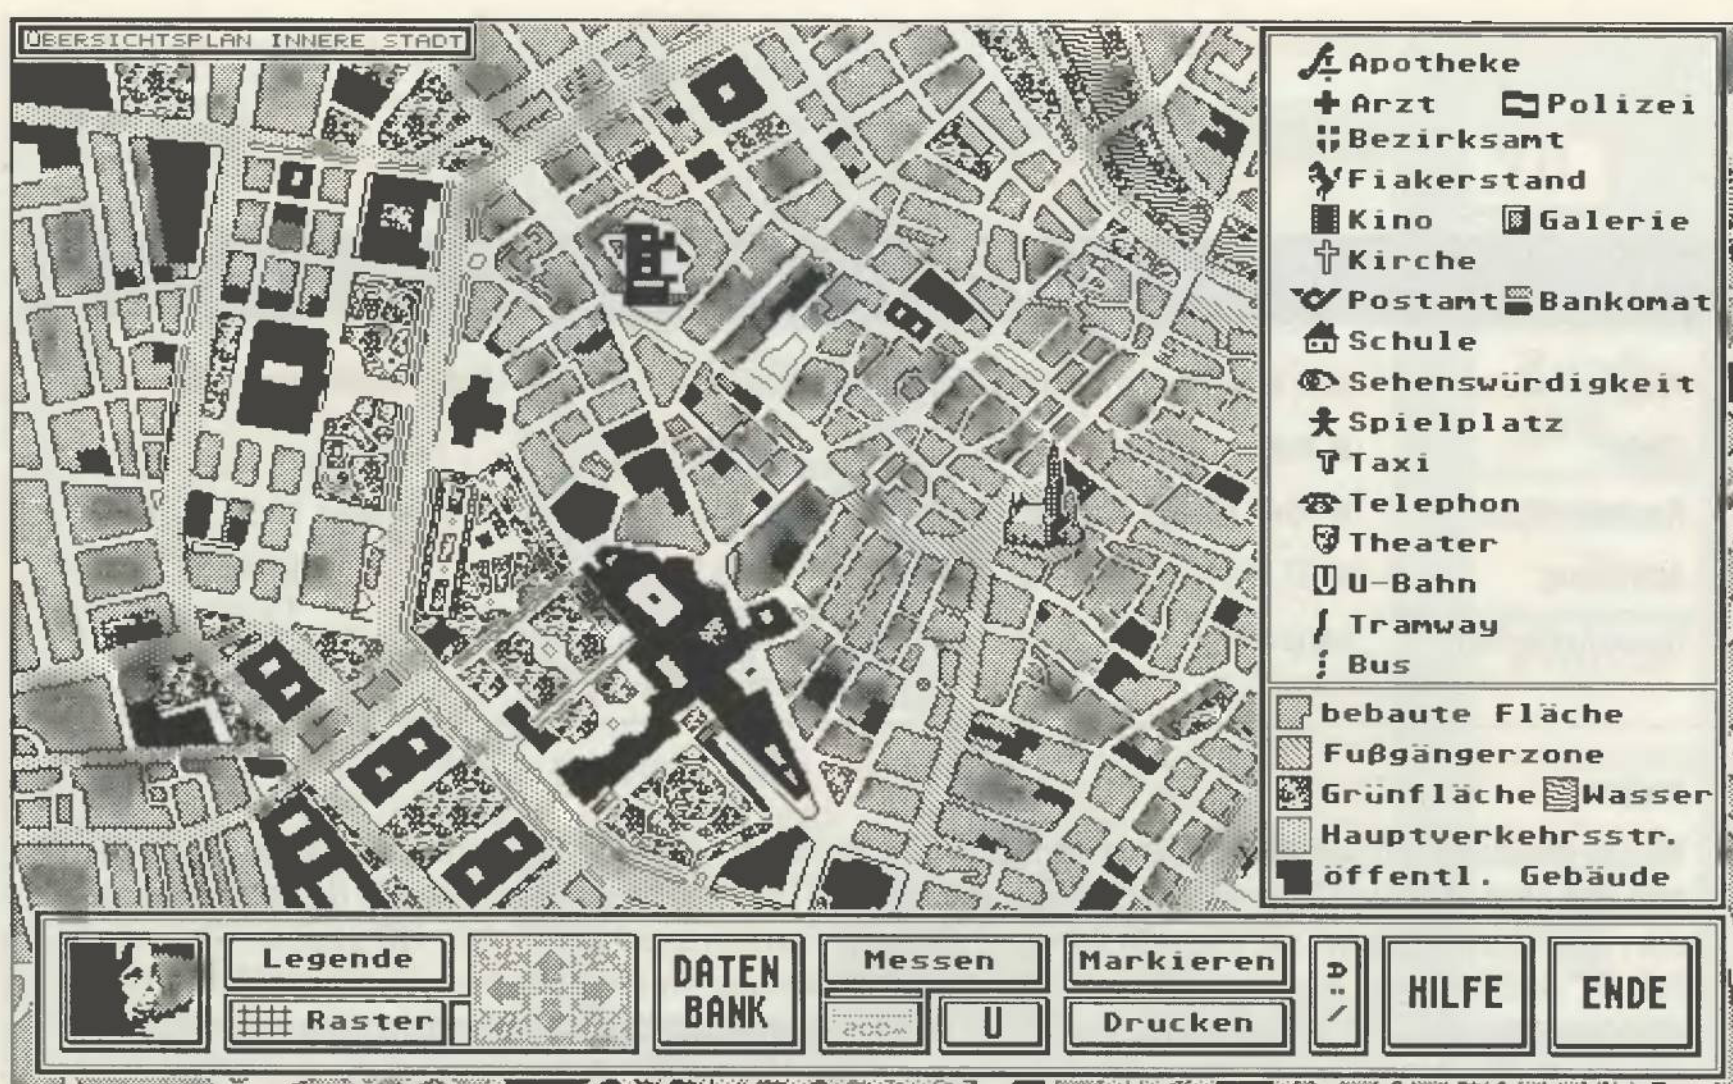 ÜBERSICHTSPLAN INNERE STADT
Apotheke
Arzt Polizei
Bezirksamt
Fiakerstand
Kino Galerie
Kirche
Postamt Bankomat
Schule
Sehenswürdigkeit
Spielplatz
Taxi
Telephon
Theater
U-Bahn
Tramway
Bus
bebaute Fläche
Fußgängerzone
Grünfläche Wasser
Hauptverkehrsstr.
öffentl. Gebäude
Legende
Raster
DATEN
BANK
Messen
200m
U
Markieren
Drucken
HILFE
ENDE